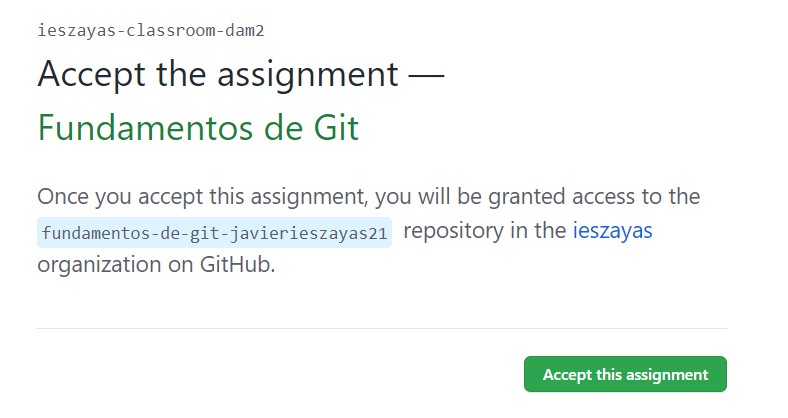 ieszayas-classroom-dam2
Accept the assignment —
Fundamentos de Git
Once you accept this assignment, you will be granted access to the
fundamentos-de-git-javierieszayas21 repository in the ieszayas
organization on GitHub.
Accept this assignment